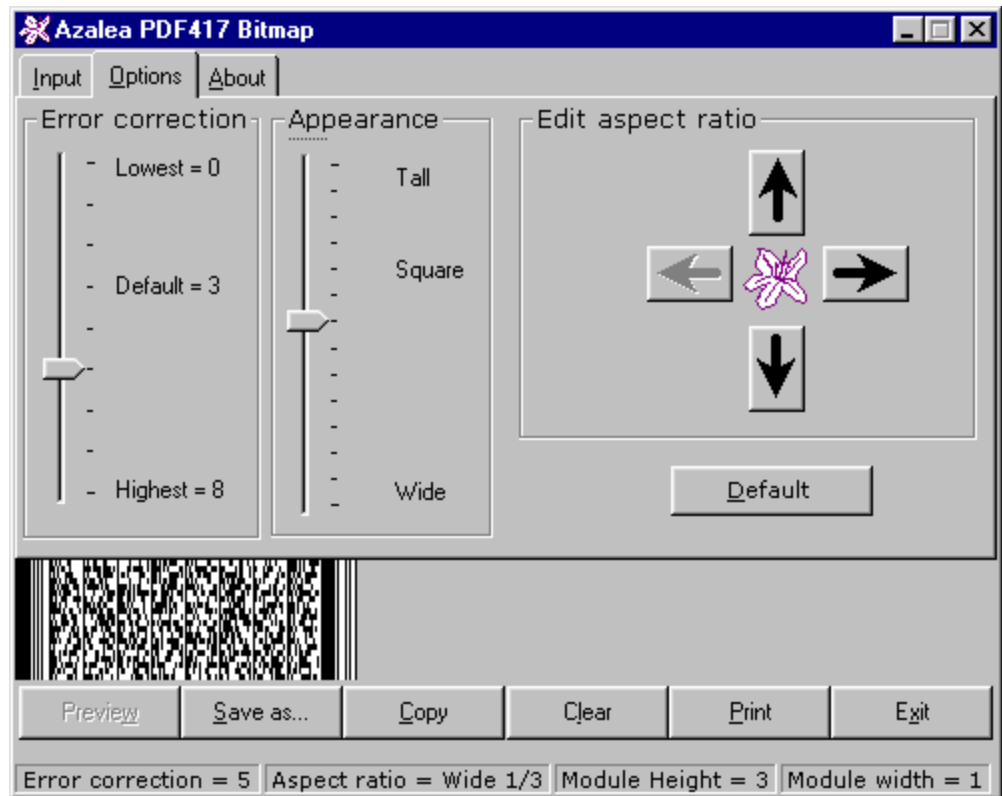 Azalea PDF417 Bitmap
Input Options About
Error correction Appearance Edit aspect ratio
Lowest = 0
Tall
Square
Default = 3
Highest = 8
Wide
Default
Preview Save as... Copy Clear Print Exit
Error correction = 5 Aspect ratio = Wide 1/3 Module Height = 3 Module width = 1